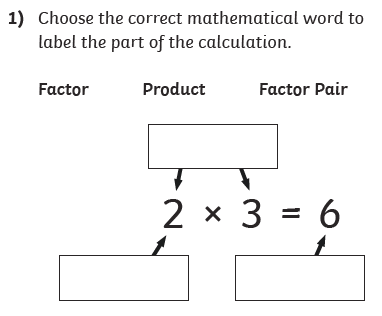 1) Choose the correct mathematical word to
label the part of the calculation.
Factor Product Factor Pair
2 × 3 = 6